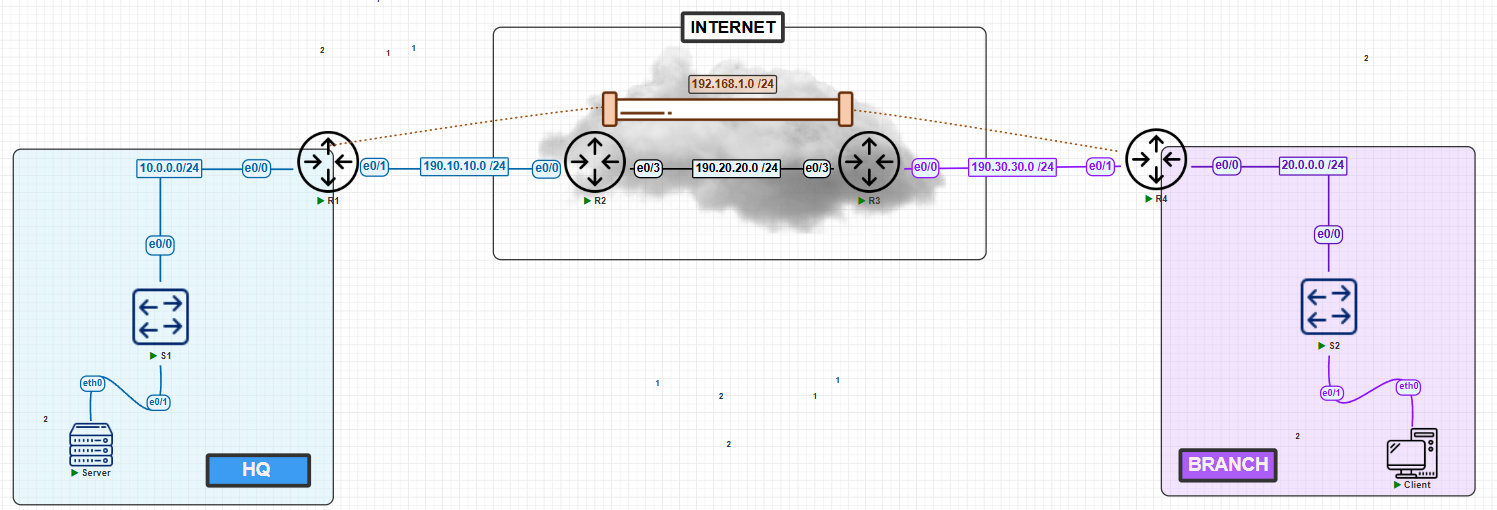 INTERNET
2
1
1
2
192.168.1.0 /24
10.0.0.0/24
e0/0
e0/1
190.10.10.0 /24
e0/0
e0/3
190.20.20.0 /24
e0/3
e0/0
190.30.30.0 /24
e0/1
e0/0
20.0.0.0 /24
R1
R2
R3
R4
e0/0
e0/0
S1
S2
eth0
e0/1
e0/1
eth0
1
1
2
1
2
2
2
Server
HQ
BRANCH
Client